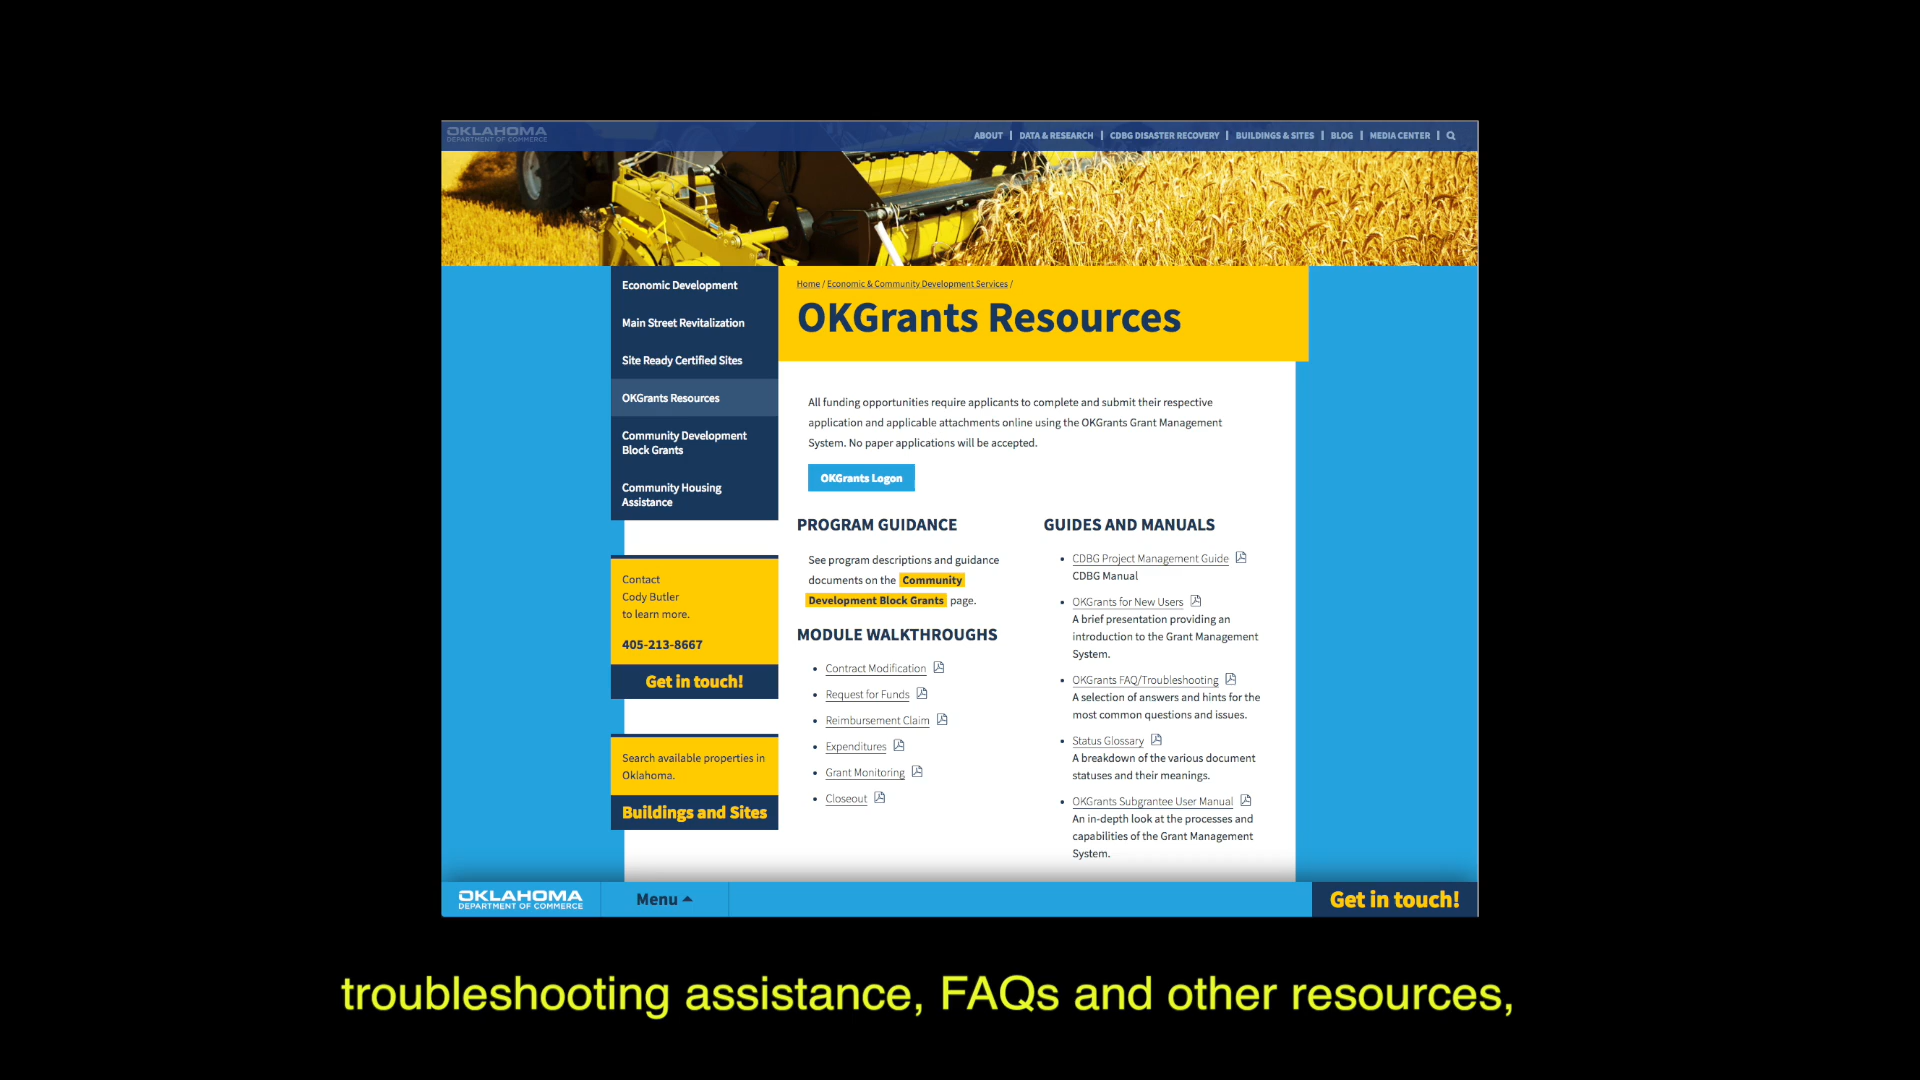 OKLAHOMA
DEPARTMENT OF COMMERCE
ABOUT | DATA & RESEARCH | CDBG DISASTER RECOVERY | BUILDINGS & SITES | BLOG | MEDIA CENTER |
Economic Development
Main Street Revitalization
Site Ready Certified Sites
OKGrants Resources
Community Development
Block Grants
Community Housing
Assistance
Contact
Cody Butler
to learn more.
405-213-8667
Get in touch!
Search available properties in
Oklahoma.
Buildings and Sites
Home / Economic & Community Development Services /
OKGrants Resources
All funding opportunities require applicants to complete and submit their respective
application and applicable attachments online using the OKGrants Grant Management
System. No paper applications will be accepted.
OKGrants Logon
PROGRAM GUIDANCE
See program descriptions and guidance
documents on the Community
Development Block Grants page.
MODULE WALKTHROUGHS
• Contract Modification
• Request for Funds
• Reimbursement Claim
• Expenditures
• Grant Monitoring
• Closeout
GUIDES AND MANUALS
• CDBG Project Management Guide
CDBG Manual
• OKGrants for New Users
A brief presentation providing an
introduction to the Grant Management
System.
• OKGrants FAQ/Troubleshooting
A selection of answers and hints for the
most common questions and issues.
• Status Glossary
A breakdown of the various document
statuses and their meanings.
• OKGrants Subgrantee User Manual
An in-depth look at the processes and
capabilities of the Grant Management
System.
OKLAHOMA
DEPARTMENT OF COMMERCE
Menu
Get in touch!
troubleshooting assistance, FAQs and other resources,